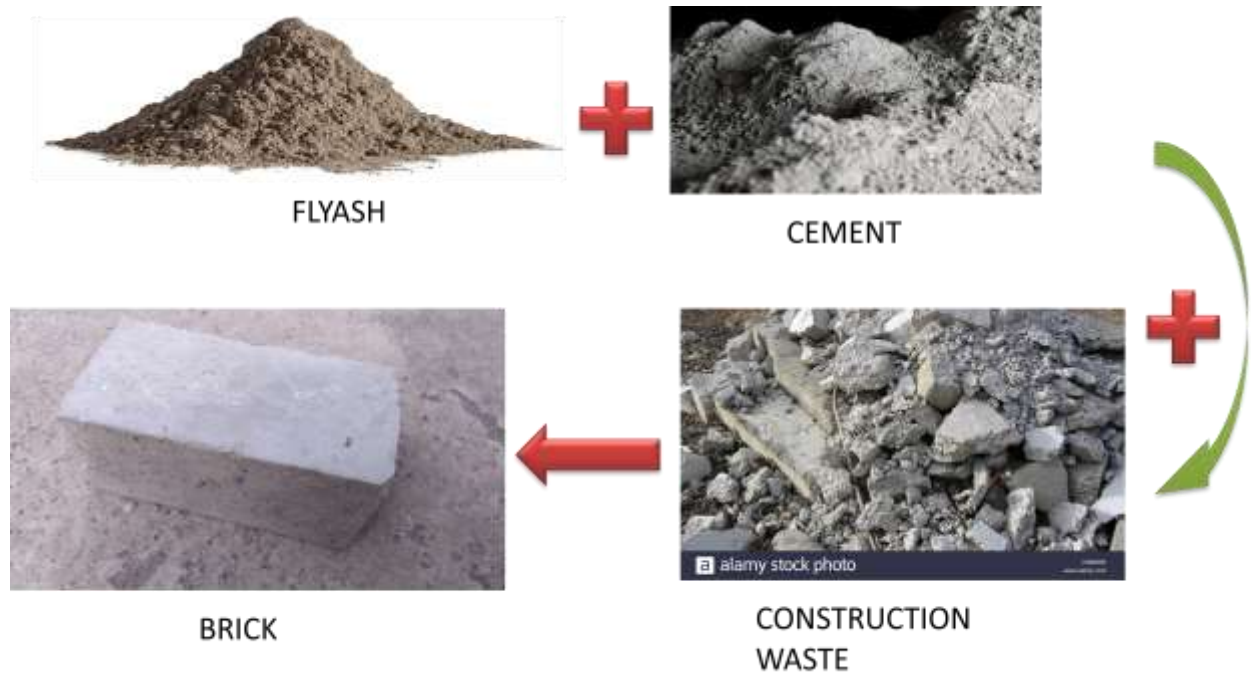 FLYASH
CEMENT
BRICK
a alamy stock photo
CONSTRUCTION
WASTE